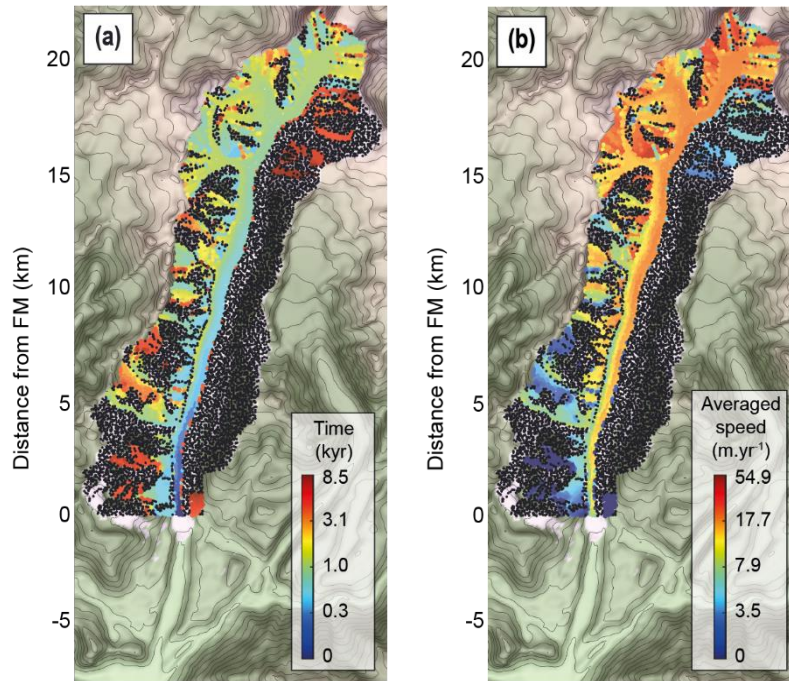 (a)
Distance from FM (km)
20
15
10
5
0
-5
Time
(kyr)
8.5
3.1
1.0
0.3
0
(b)
Distance from FM (km)
20
15
10
5
0
-5
Averaged
speed
(m.yr⁻¹)
54.9
17.7
7.9
3.5
0